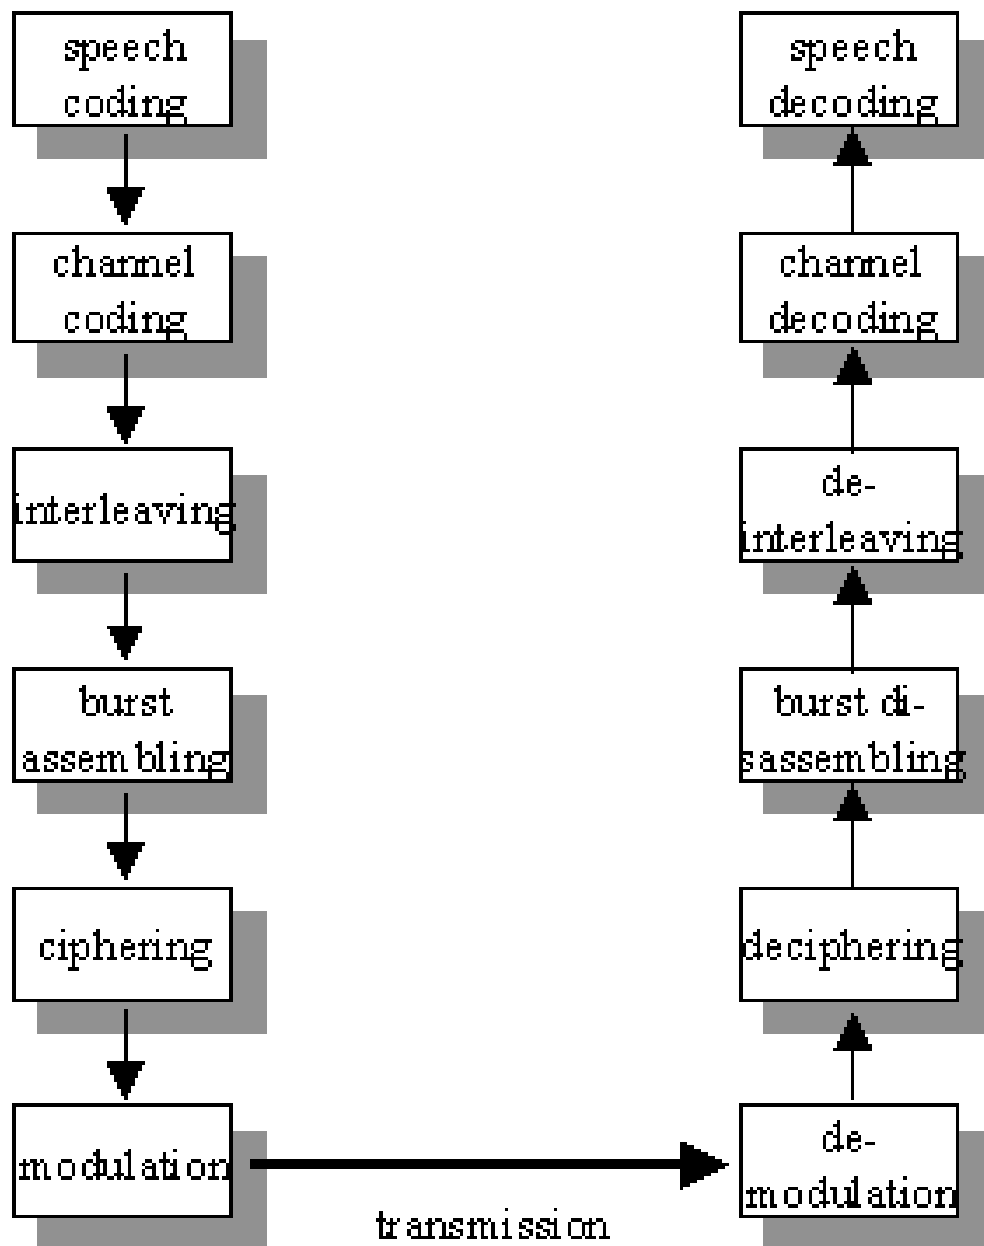 speech
coding
channel
coding
interleaving
burst
assembling
ciphering
modulation
transmission
speech
decoding
channel
decoding
de-
interleaving
burst di-
sassembling
deciphering
de-
modulation